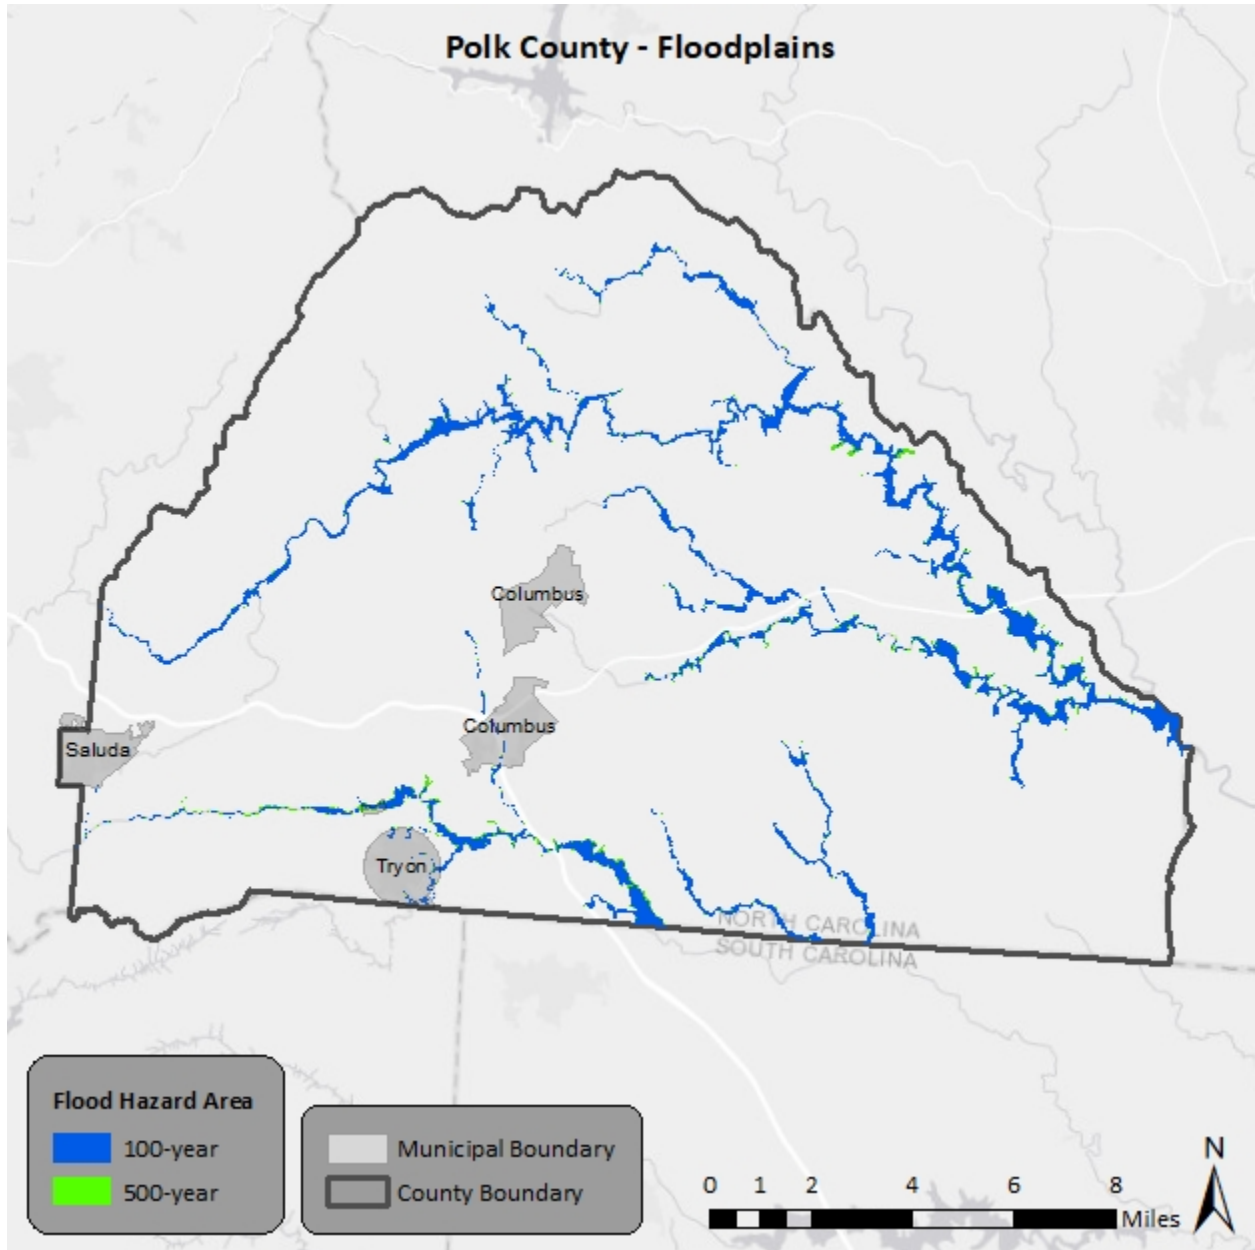 Polk County - Floodplains
Columbus
Columbus
Saluda
Tryon
NORTH CAROLINA
SOUTH CAROLINA
Flood Hazard Area
100-year
500-year
Municipal Boundary
County Boundary
0 1 2 4 6 8
Miles
N